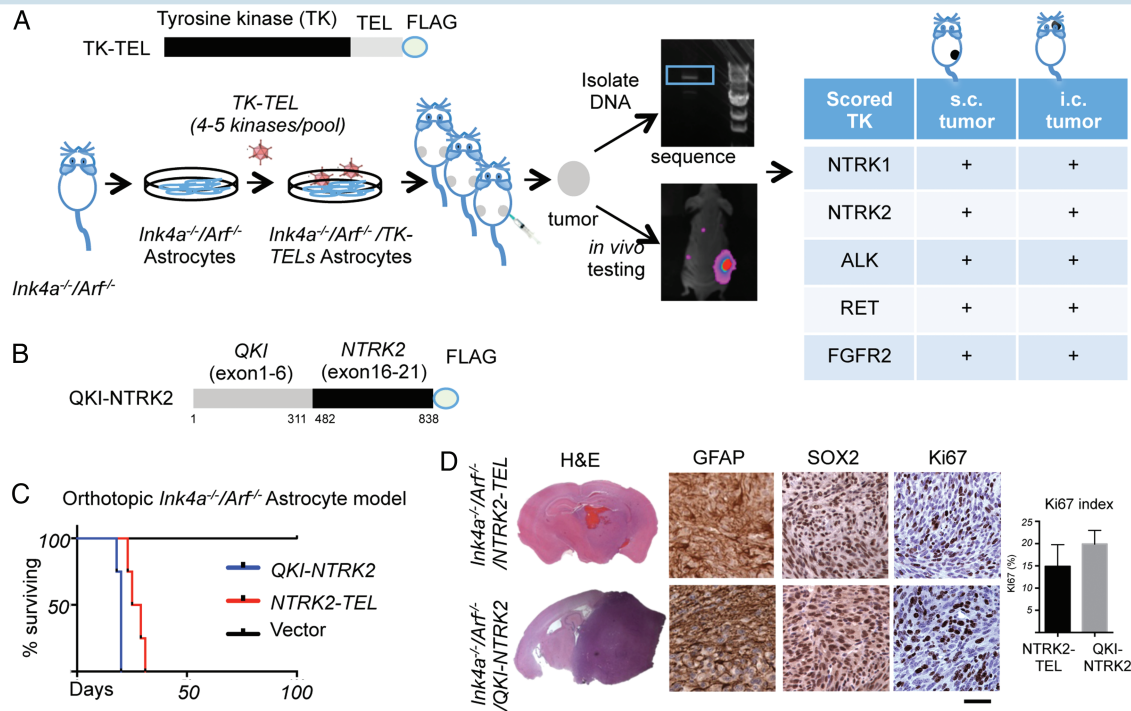 A
Tyrosine kinase (TK)
TEL
FLAG
TK-TEL
TK-TEL
(4-5 kinases/pool)
Ink4a-/-/Arf-/-
Ink4a-/-/Arf-/-
Astrocytes
Ink4a-/-/Arf-/-/TK-
TELs Astrocytes
tumor
Isolate
DNA
sequence
in vivo
testing
Scored
TK
s.c.
tumor
i.c.
tumor
NTRK1 + +
NTRK2 + +
ALK + +
RET + +
FGFR2 + +
B
QKI
(exon1-6)
NTRK2
(exon16-21)
FLAG
QKI-NTRK2
1 311 482 838
C
Orthotopic Ink4a-/-/Arf-/- Astrocyte model
% surviving
100
50
QKI-NTRK2
NTRK2-TEL
Vector
Days 50 100
D
H&E
GFAP
SOX2
Ki67
Ink4a-/-/Arf-/-
/NTRK2-TEL
Ink4a-/-/Arf-/-
/QKI-NTRK2
Ki67 index
KI67 (%)
25
20
15
10
5
NTRK2-
TEL
QKI-
NTRK2